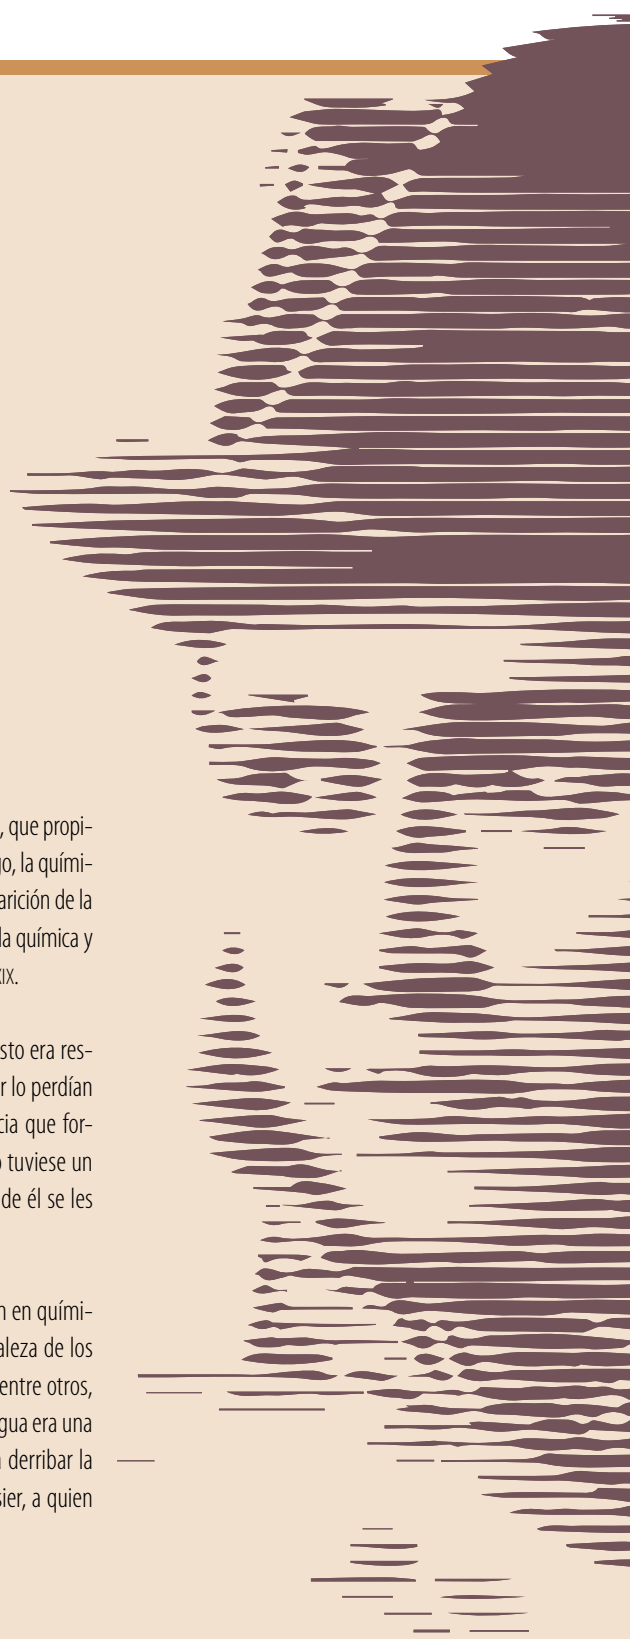 , que propi-
go, la quími-
arición de la
la química y
XIX.
sto era res-
r lo perdían
cia que for-
o tuviese un
de él se les
n en quími-
aleza de los
entre otros,
gua era una
a derribar la
sier, a quien